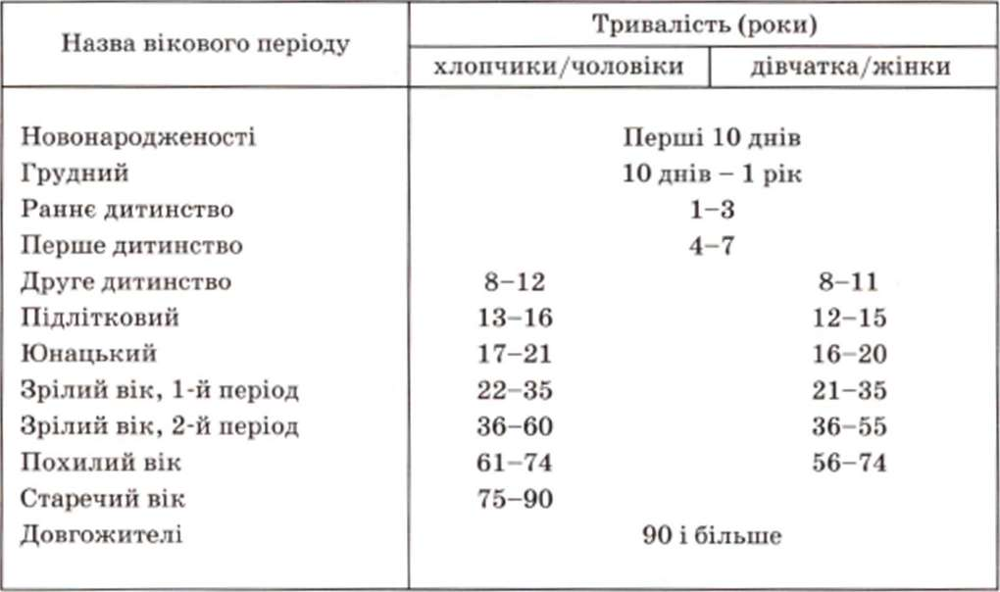 Назва вікового періоду
Тривалість (роки)
хлопчики/чоловіки дівчатка/жінки
Новонародженості Перші 10 днів
Грудний 10 днів – 1 рік
Раннє дитинство 1–3
Перше дитинство 4–7
Друге дитинство 8–12 8–11
Підлітковий 13–16 12–15
Юнацький 17–21 16–20
Зрілий вік, 1-й період 22–35 21–35
Зрілий вік, 2-й період 36–60 36–55
Похилий вік 61–74 56–74
Старечий вік 75–90
Довгожителі 90 і більше